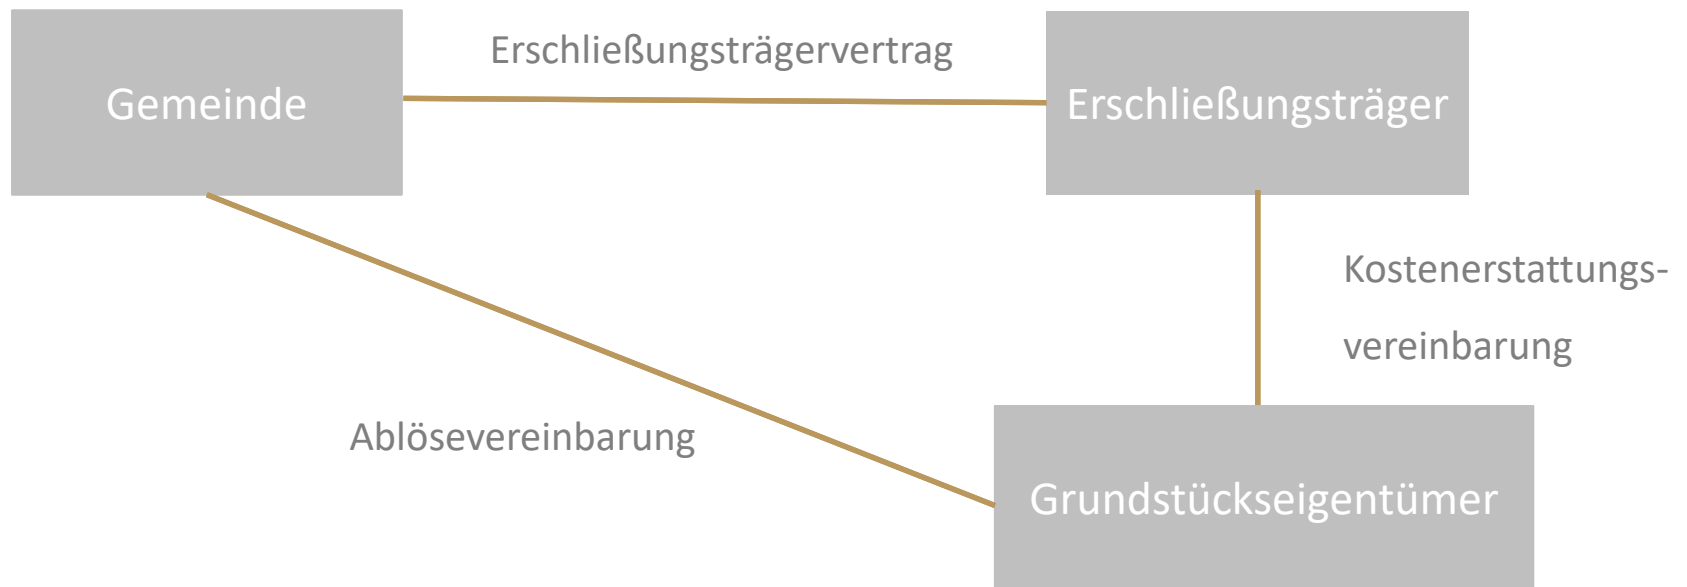 Erschließungsträgervertrag
Gemeinde
Erschließungsträger
Kostenerstattungs-
vereinbarung
Ablösevereinbarung
Grundstückseigentümer